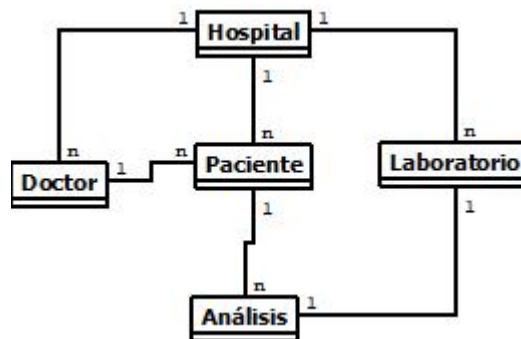 1 Hospital 1
1
n n n
Doctor 1 n Paciente Laboratorio
1 1
n
Análisis 1